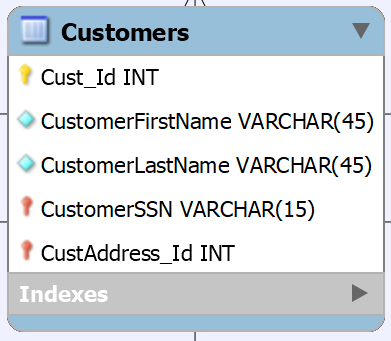 Customers
Cust_Id INT
CustomerFirstName VARCHAR(45)
CustomerLastName VARCHAR(45)
CustomerSSN VARCHAR(15)
CustAddress_Id INT
Indexes